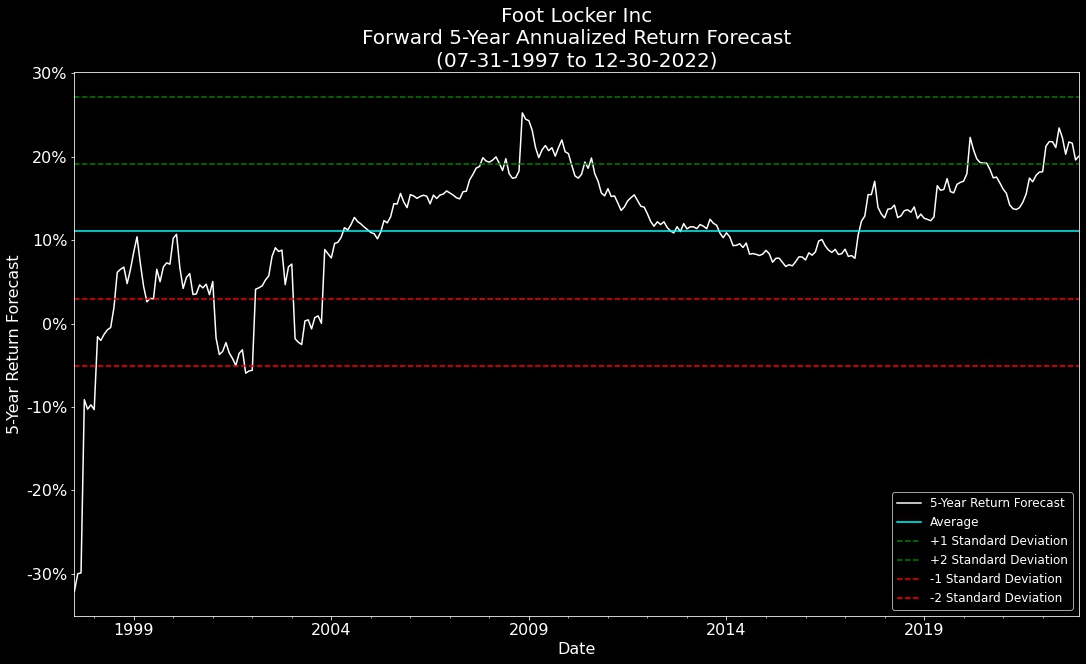 Foot Locker Inc
Forward 5-Year Annualized Return Forecast
(07-31-1997 to 12-30-2022)
30%
20%
10%
0%
-10%
-20%
-30%
5-Year Return Forecast
1999
2004
2009
2014
2019
Date
5-Year Return Forecast
Average
+1 Standard Deviation
+2 Standard Deviation
-1 Standard Deviation
-2 Standard Deviation